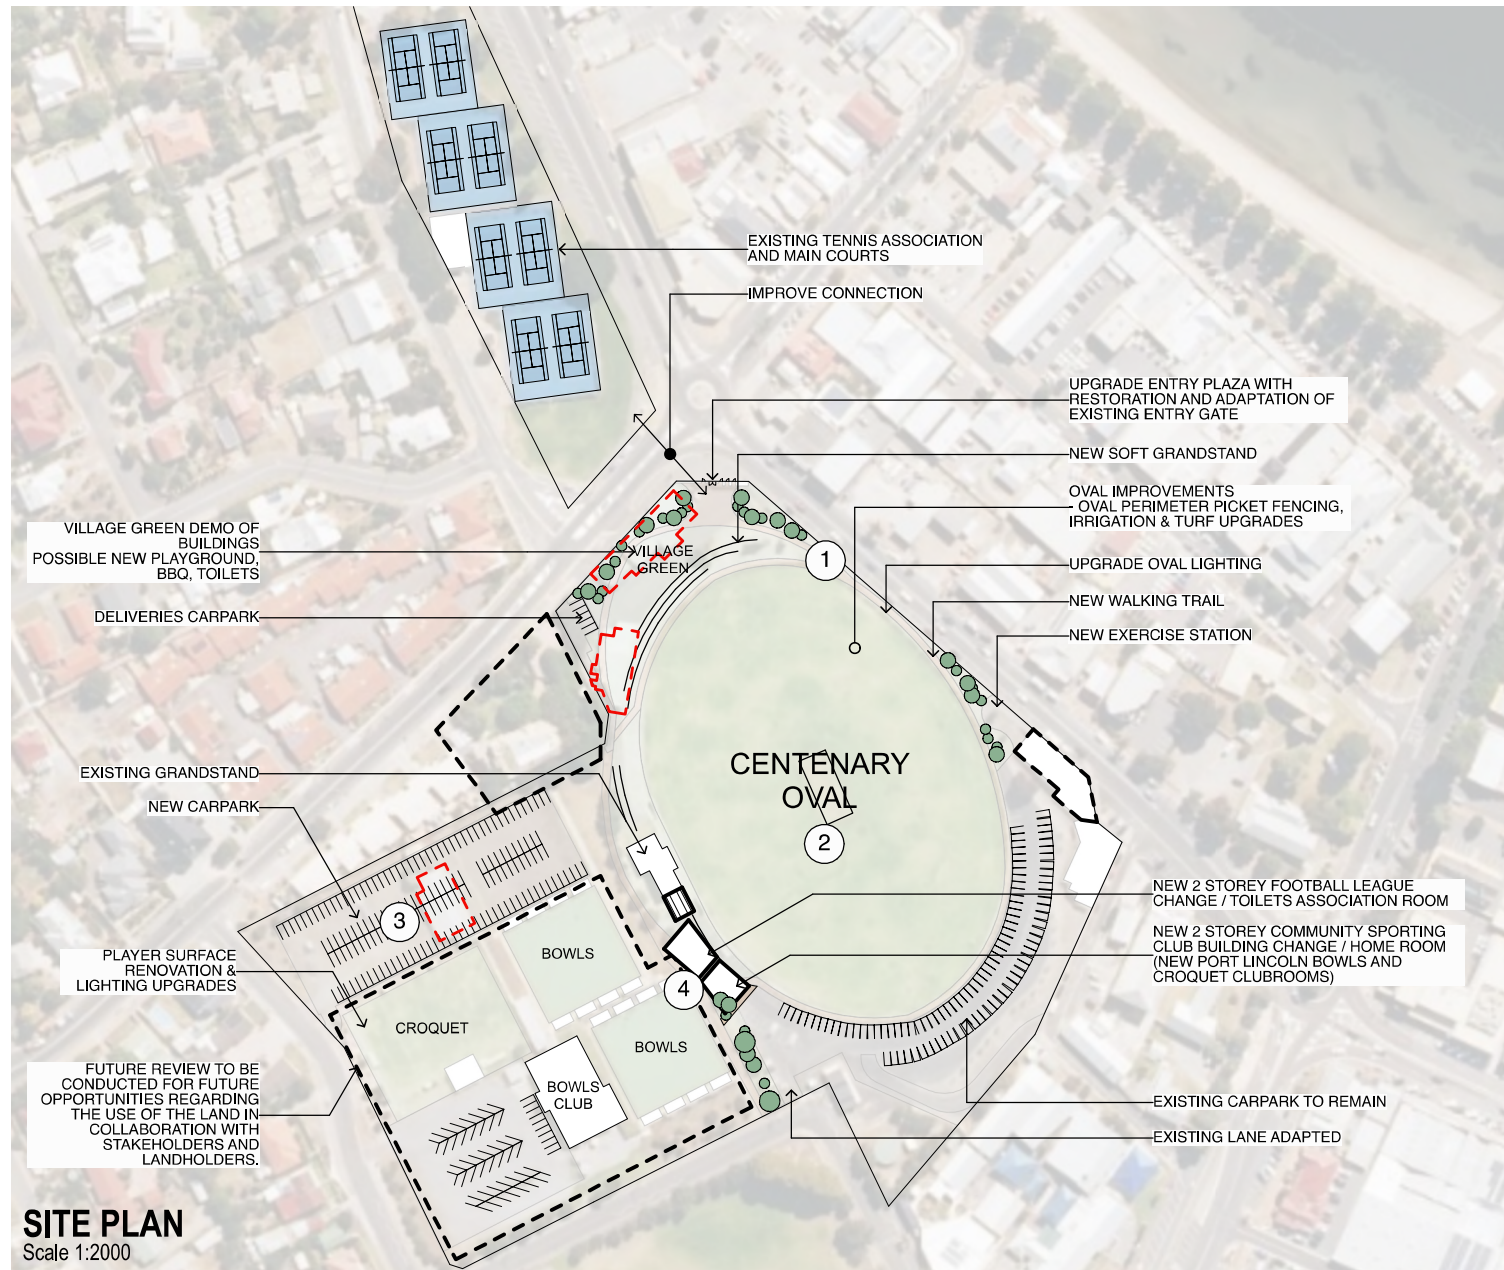 EXISTING TENNIS ASSOCIATION
AND MAIN COURTS
IMPROVE CONNECTION
UPGRADE ENTRY PLAZA WITH
RESTORATION AND ADAPTATION OF
EXISTING ENTRY GATE
NEW SOFT GRANDSTAND
OVAL IMPROVEMENTS
- OVAL PERIMETER PICKET FENCING,
IRRIGATION & TURF UPGRADES
UPGRADE OVAL LIGHTING
NEW WALKING TRAIL
NEW EXERCISE STATION
VILLAGE GREEN DEMO OF
BUILDINGS
POSSIBLE NEW PLAYGROUND,
BBQ, TOILETS
DELIVERIES CARPARK
VILLAGE
GREEN
1
CENTENARY
OVAL
2
EXISTING GRANDSTAND
NEW CARPARK
3
PLAYER SURFACE
RENOVATION &
LIGHTING UPGRADES
BOWLS
4
CROQUET
BOWLS
BOWLS
CLUB
FUTURE REVIEW TO BE
CONDUCTED FOR FUTURE
OPPORTUNITIES REGARDING
THE USE OF THE LAND IN
COLLABORATION WITH
STAKEHOLDERS AND
LANDHOLDERS.
NEW 2 STOREY FOOTBALL LEAGUE
CHANGE / TOILETS ASSOCIATION ROOM
NEW 2 STOREY COMMUNITY SPORTING
CLUB BUILDING CHANGE / HOME ROOM
(NEW PORT LINCOLN BOWLS AND
CROQUET CLUBROOMS)
EXISTING CARPARK TO REMAIN
EXISTING LANE ADAPTED
SITE PLAN
Scale 1:2000